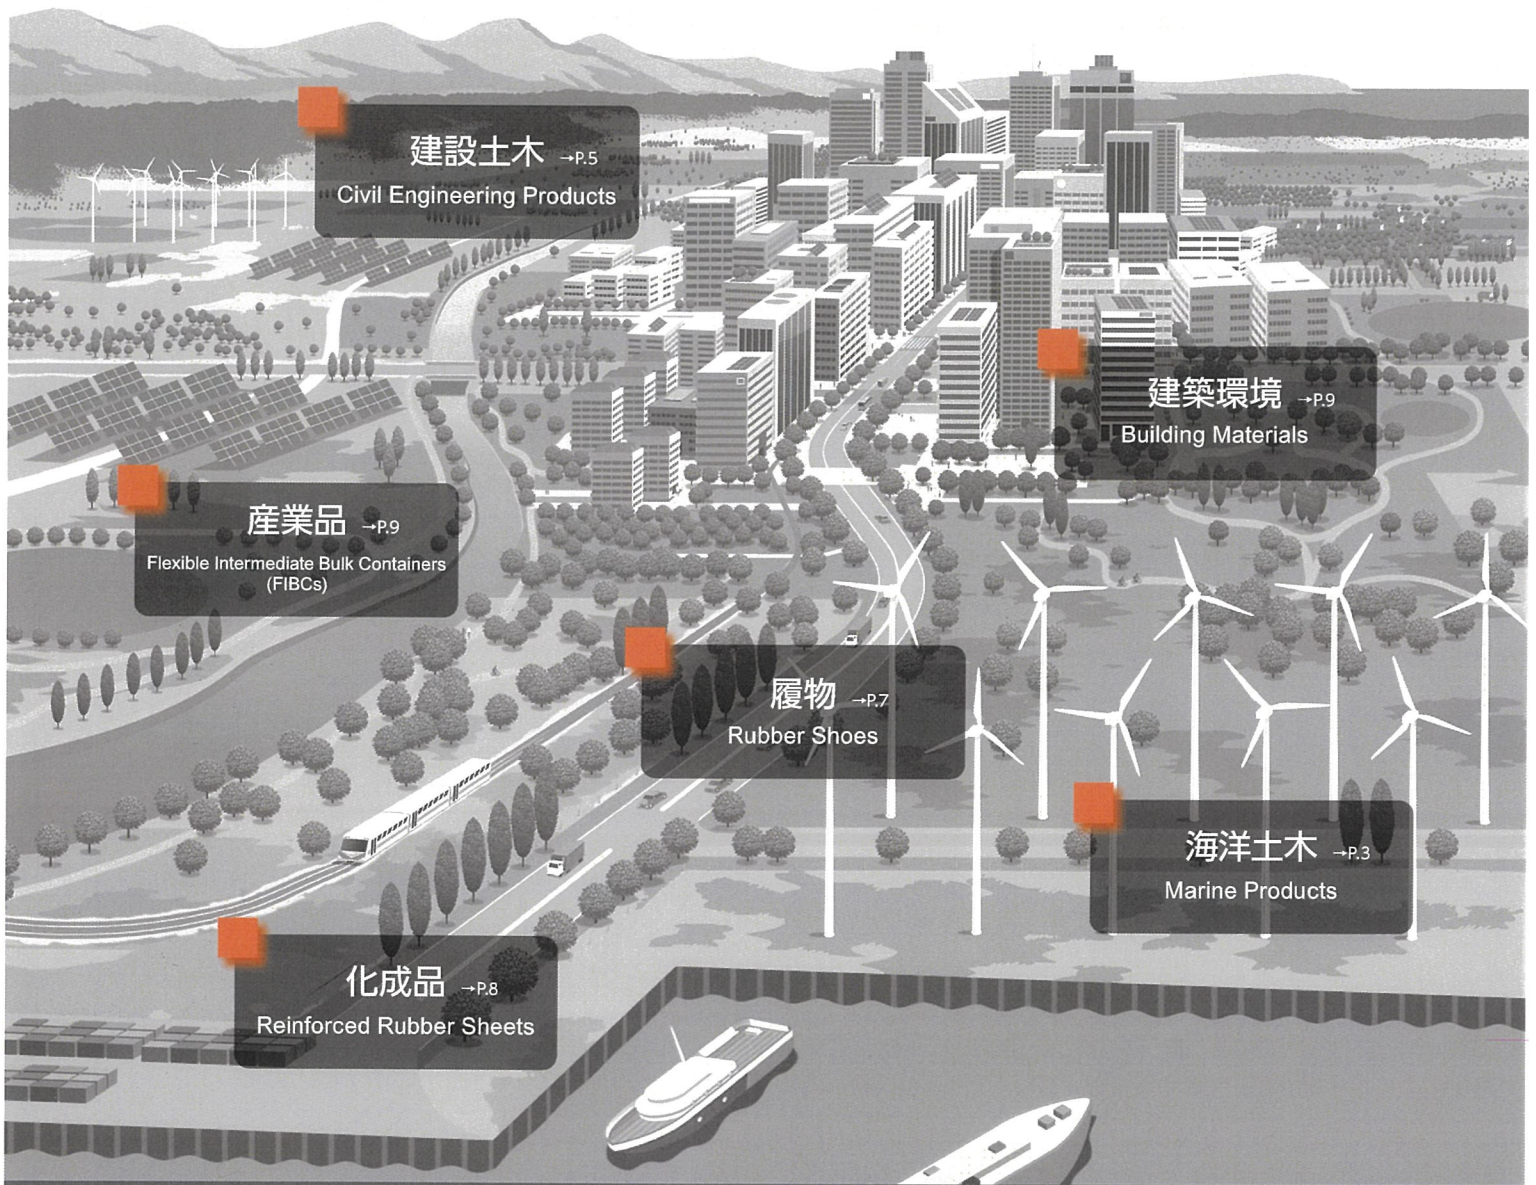 建設土木 →P.5
Civil Engineering Products
建築環境 →P.9
Building Materials
産業品 →P.9
Flexible Intermediate Bulk Containers
(FIBCs)
履物 →P.7
Rubber Shoes
海洋土木 →P.3
Marine Products
化成品 →P.8
Reinforced Rubber Sheets